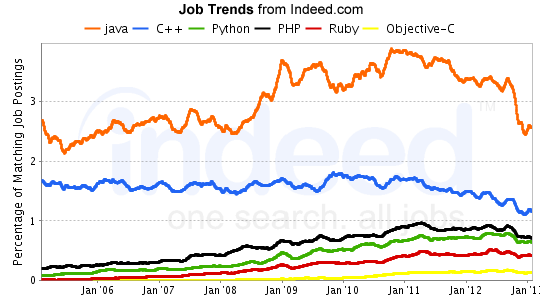 Job Trends from Indeed.com
java C++ Python PHP Ruby Objective-C
Percentage of Matching Job Postings
3
2
1
0
indeed™
one search. all jobs.
Jan '06 Jan '07 Jan '08 Jan '09 Jan '10 Jan '11 Jan '12 Jan '13